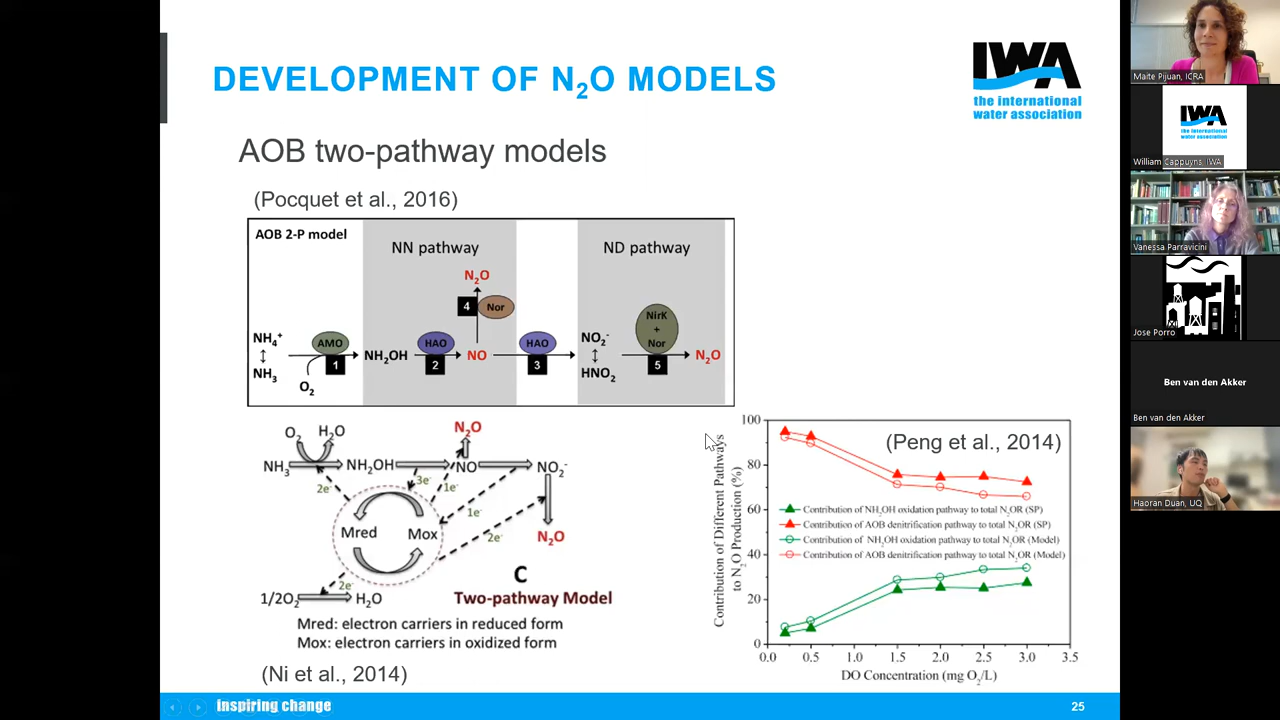 DEVELOPMENT OF N₂O MODELS
IWA
the international
water association
AOB two-pathway models
(Pocquet et al., 2016)
AOB 2-P model
NN pathway
ND pathway
N₂O
4
Nor
NH₄⁺
NH₃
O₂
AMO
1
NH₂OH
HAO
2
NO
HAO
3
NO₂⁻
HNO₂
NirK
+
Nor
5
N₂O
O₂
H₂O
N₂O
NH₃
NH₂OH
NO
NO₂⁻
2e⁻
3e⁻
1e⁻
1e⁻
2e⁻
Mred
Mox
N₂O
2e⁻
1/2O₂
H₂O
C
Two-pathway Model
Mred: electron carriers in reduced form
Mox: electron carriers in oxidized form
(Ni et al., 2014)
(Peng et al., 2014)
Contribution of Different Pathways
to N₂O Production (%)
100
80
60
40
20
0
Contribution of NH₂OH oxidation pathway to total N₂OR (SP)
Contribution of AOB denitrification pathway to total N₂OR (SP)
Contribution of NH₂OH oxidation pathway to total N₂OR (Model)
Contribution of AOB denitrification pathway to total N₂OR (Model)
0.0 0.5 1.0 1.5 2.0 2.5 3.0 3.5
DO Concentration (mg O₂/L)
inspiring change
25
Maite Pijuan, ICRA
IWA
the international
water association
William Cappuyns, IWA
Vanessa Parravicini
Jose Porro
Ben van den Akker
Ben van den Akker
Haoran Duan, UQ